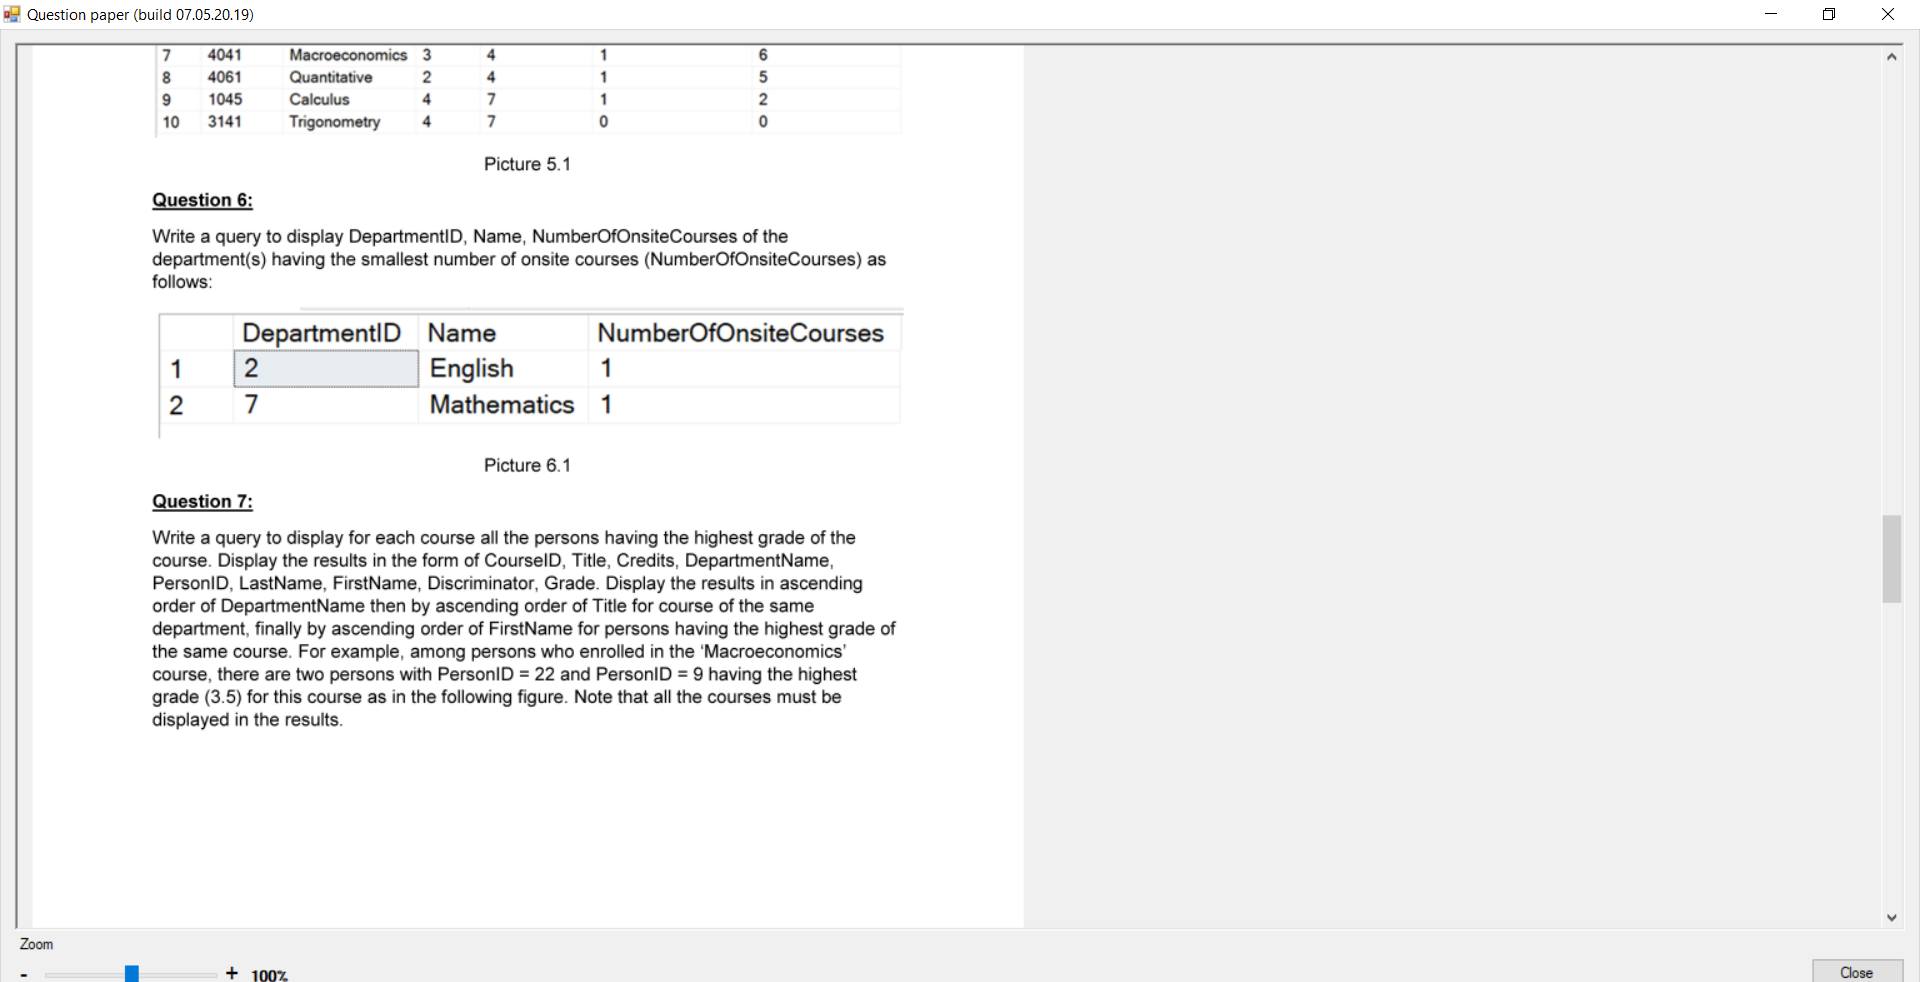 Question paper (build 07.05.20.19)
7 4041 Macroeconomics 3 4 1 6
8 4061 Quantitative 2 4 1 5
9 1045 Calculus 4 7 1 2
10 3141 Trigonometry 4 7 0 0
Picture 5.1
Question 6:
Write a query to display DepartmentID, Name, NumberOfOnsiteCourses of the
department(s) having the smallest number of onsite courses (NumberOfOnsiteCourses) as
follows:
DepartmentID Name NumberOfOnsiteCourses
1 2 English 1
2 7 Mathematics 1
Picture 6.1
Question 7:
Write a query to display for each course all the persons having the highest grade of the
course. Display the results in the form of CourseID, Title, Credits, DepartmentName,
PersonID, LastName, FirstName, Discriminator, Grade. Display the results in ascending
order of DepartmentName then by ascending order of Title for course of the same
department, finally by ascending order of FirstName for persons having the highest grade of
the same course. For example, among persons who enrolled in the ‘Macroeconomics’
course, there are two persons with PersonID = 22 and PersonID = 9 having the highest
grade (3.5) for this course as in the following figure. Note that all the courses must be
displayed in the results.
Zoom
- + 100%
Close